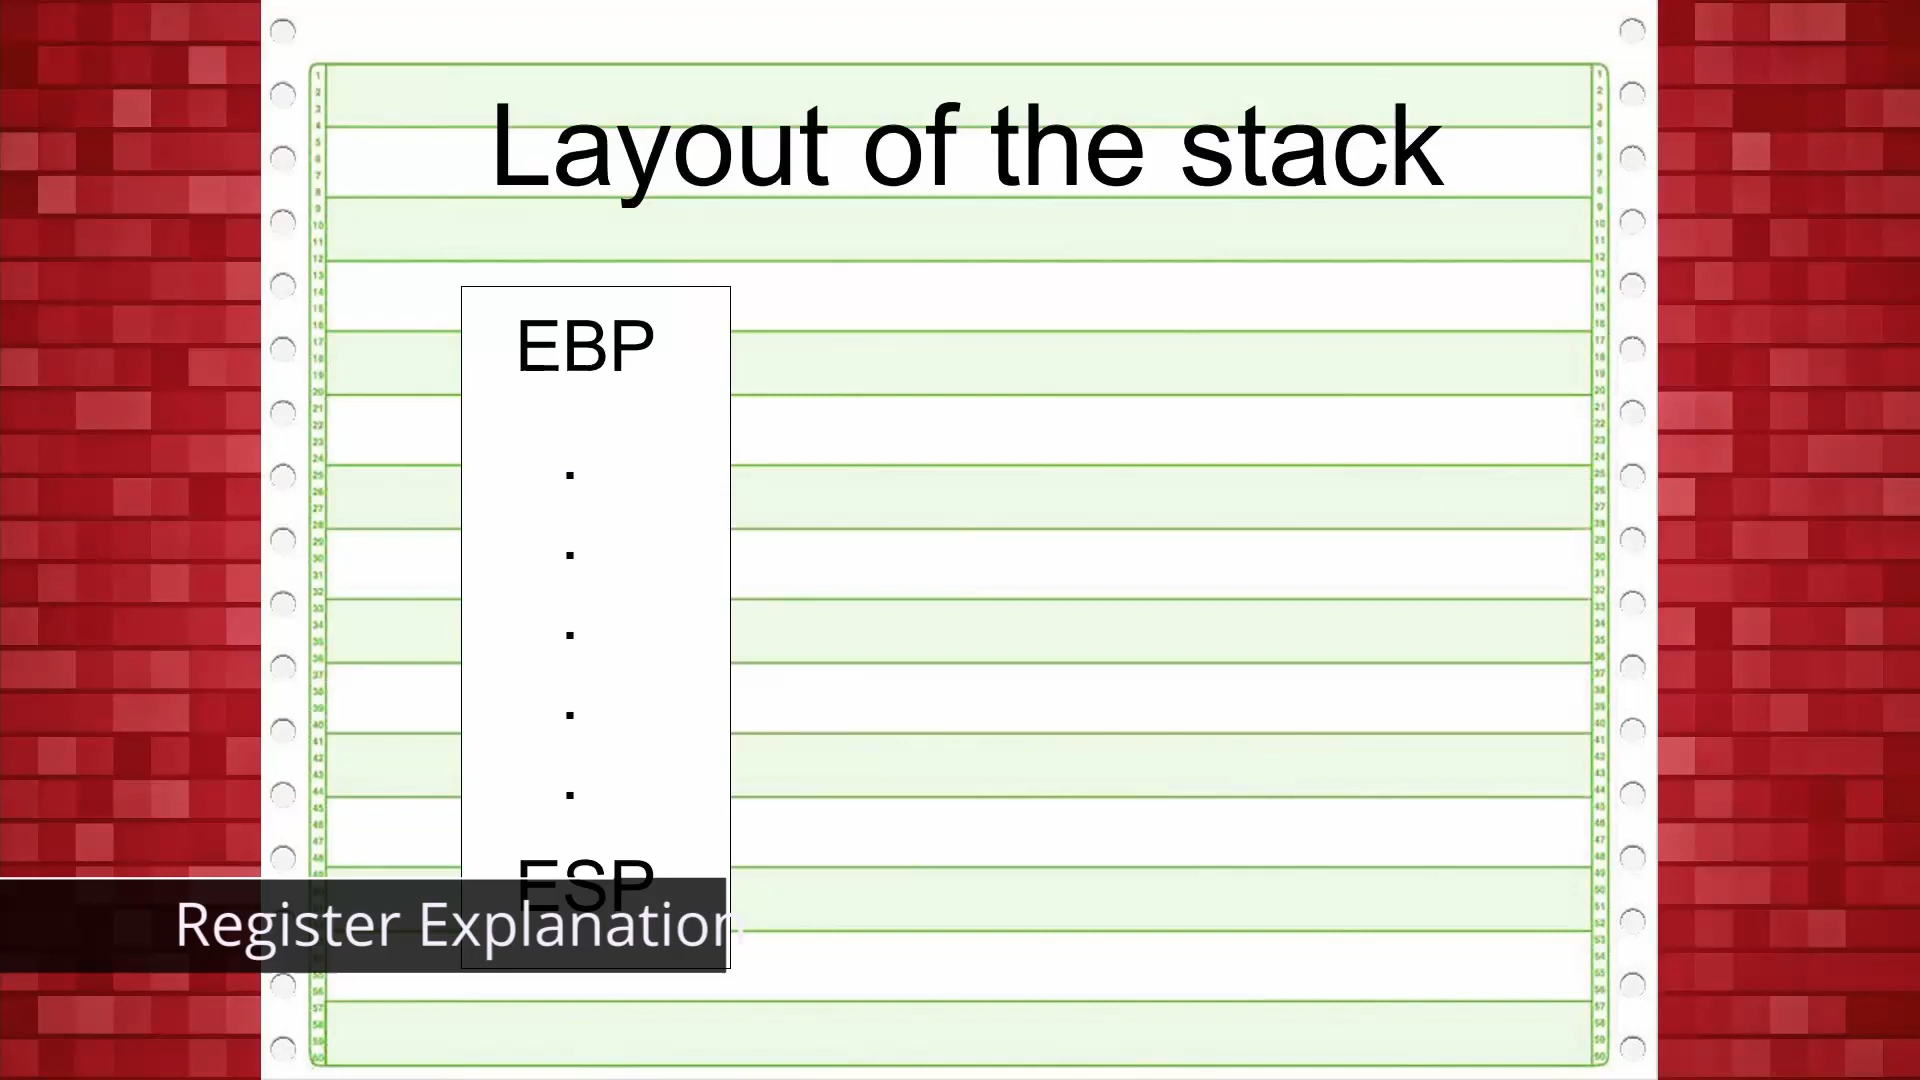 Layout of the stack
EBP
.
.
.
.
.
ESP
Register Explanation